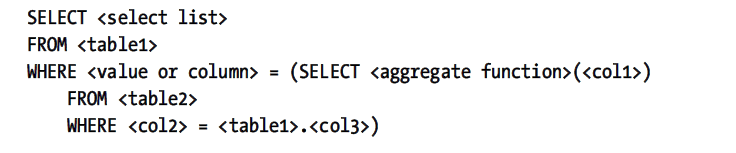 SELECT <select list>
FROM <table1>
WHERE <value or column> = (SELECT <aggregate function>(<col1>)
FROM <table2>
WHERE <col2> = <table1>.<col3>)